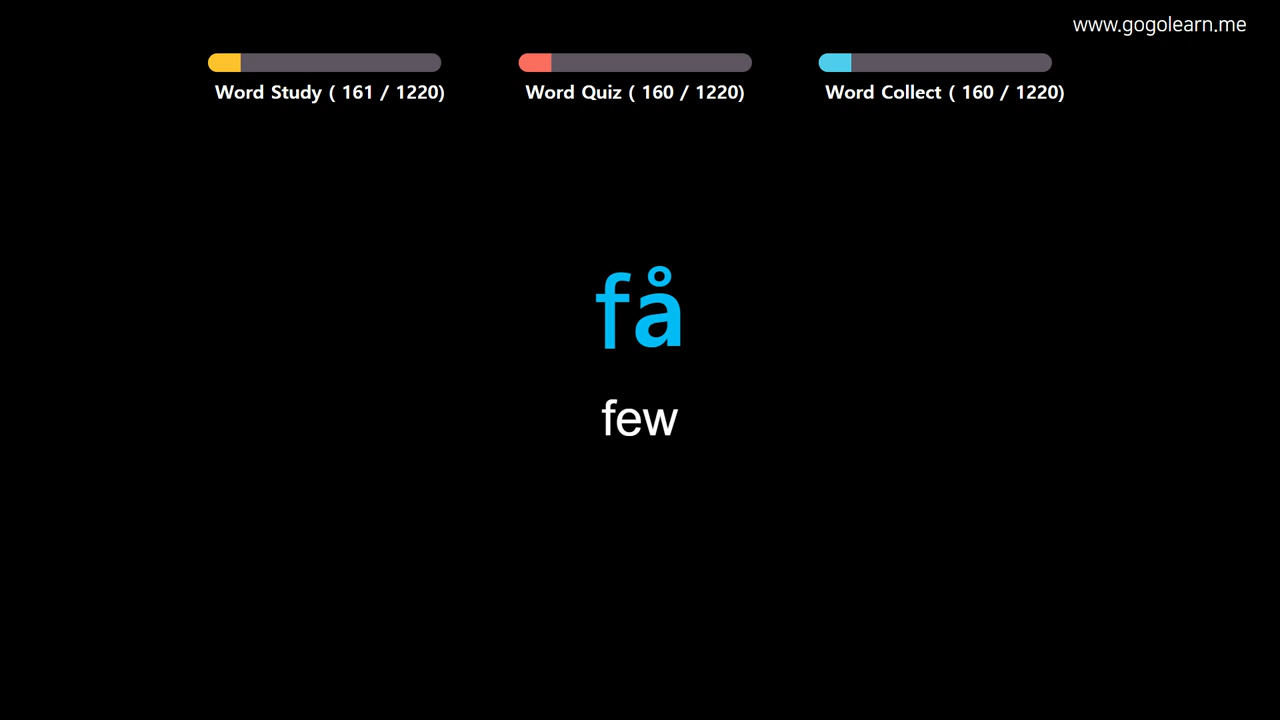 www.gogolearn.me
Word Study ( 161 / 1220)
Word Quiz ( 160 / 1220)
Word Collect ( 160 / 1220)
få
few